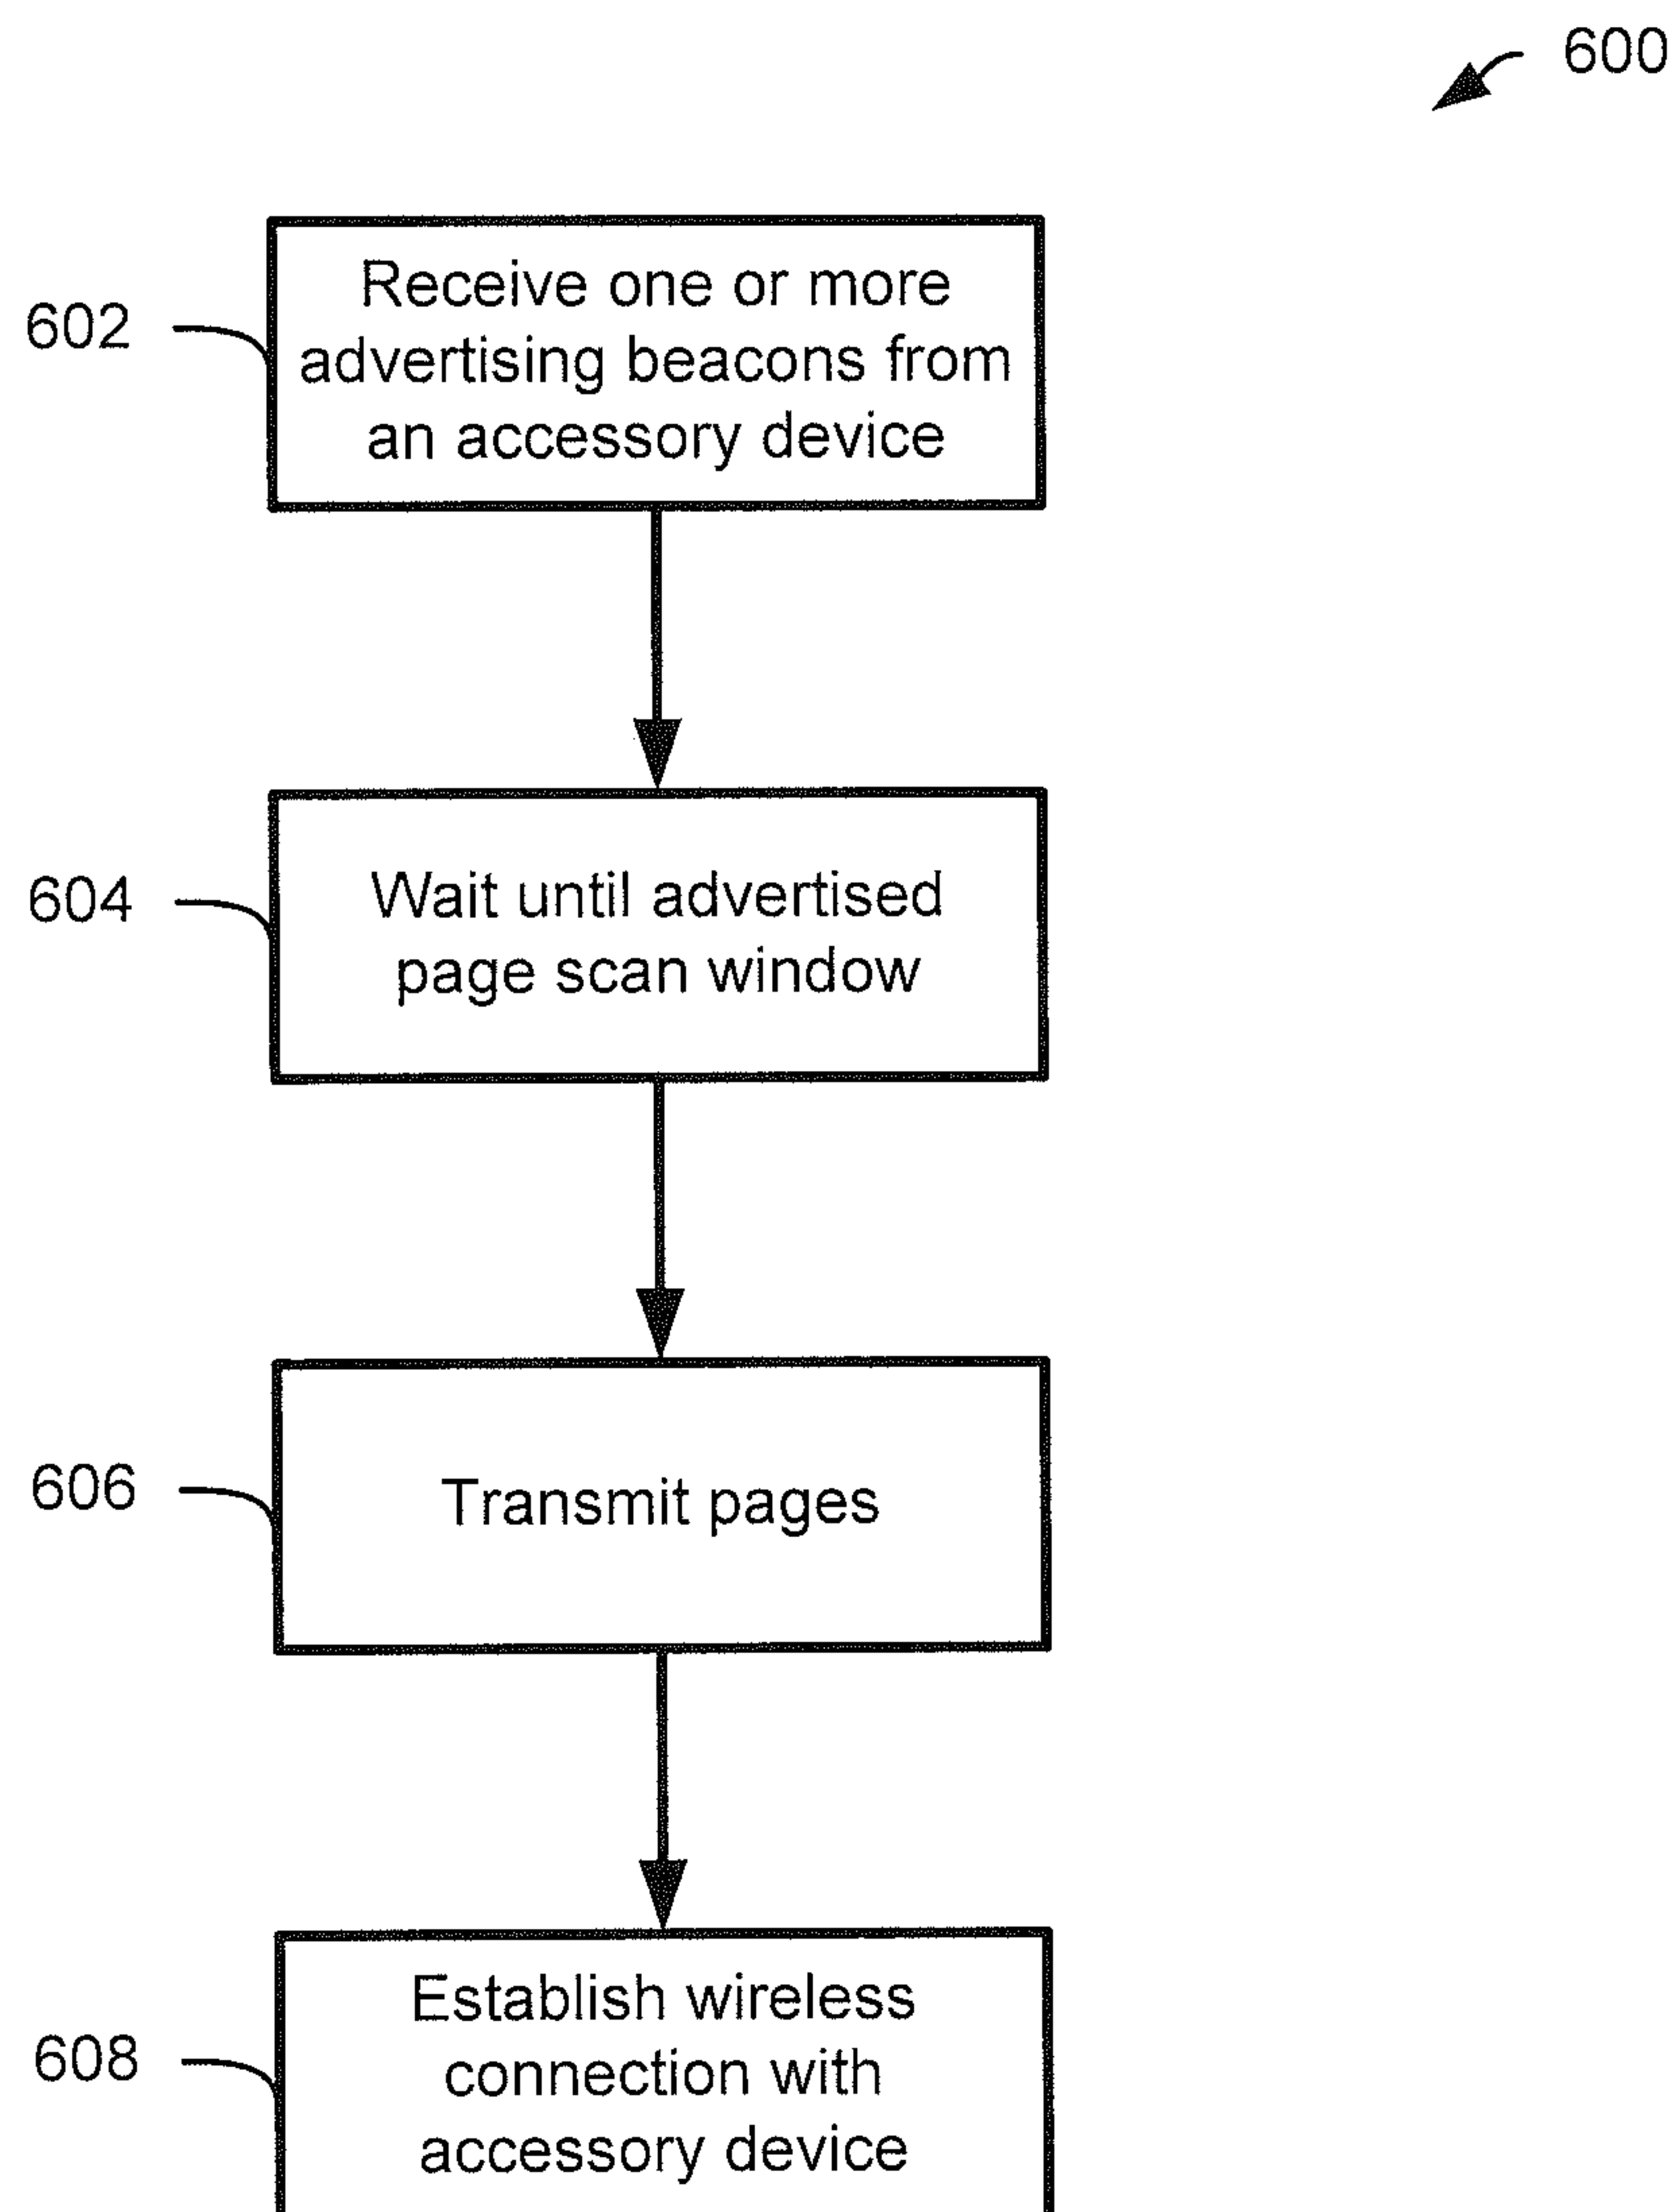 600
602
Receive one or more
advertising beacons from
an accessory device
604
Wait until advertised
page scan window
606
Transmit pages
608
Establish wireless
connection with
accessory device